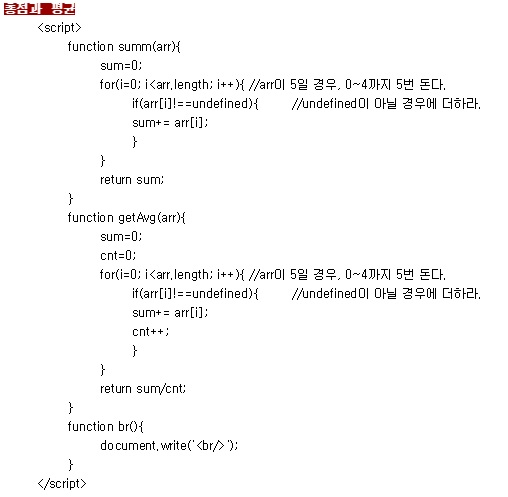 총점과 평균
<script>
function summ(arr){
sum=0;
for(i=0; i<arr.length; i++){ //arr이 5일 경우, 0~4까지 5번 돈다.
if(arr[i]!==undefined){ //undefined이 아닐 경우에 더하라.
sum+= arr[i];
}
}
return sum;
}
function getAvg(arr){
sum=0;
cnt=0;
for(i=0; i<arr.length; i++){ //arr이 5일 경우, 0~4까지 5번 돈다.
if(arr[i]!==undefined){ //undefined이 아닐 경우에 더하라.
sum+= arr[i];
cnt++;
}
}
return sum/cnt;
}
function br(){
document.write('<br/>');
}
</script>